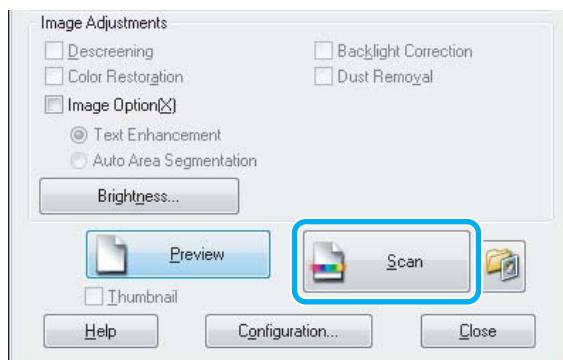 Image Adjustments
Descreening Backlight Correction
Color Restoration Dust Removal
Image Option(X)
Text Enhancement
Auto Area Segmentation
Brightness...
Preview Scan
Thumbnail
Help Configuration... Close